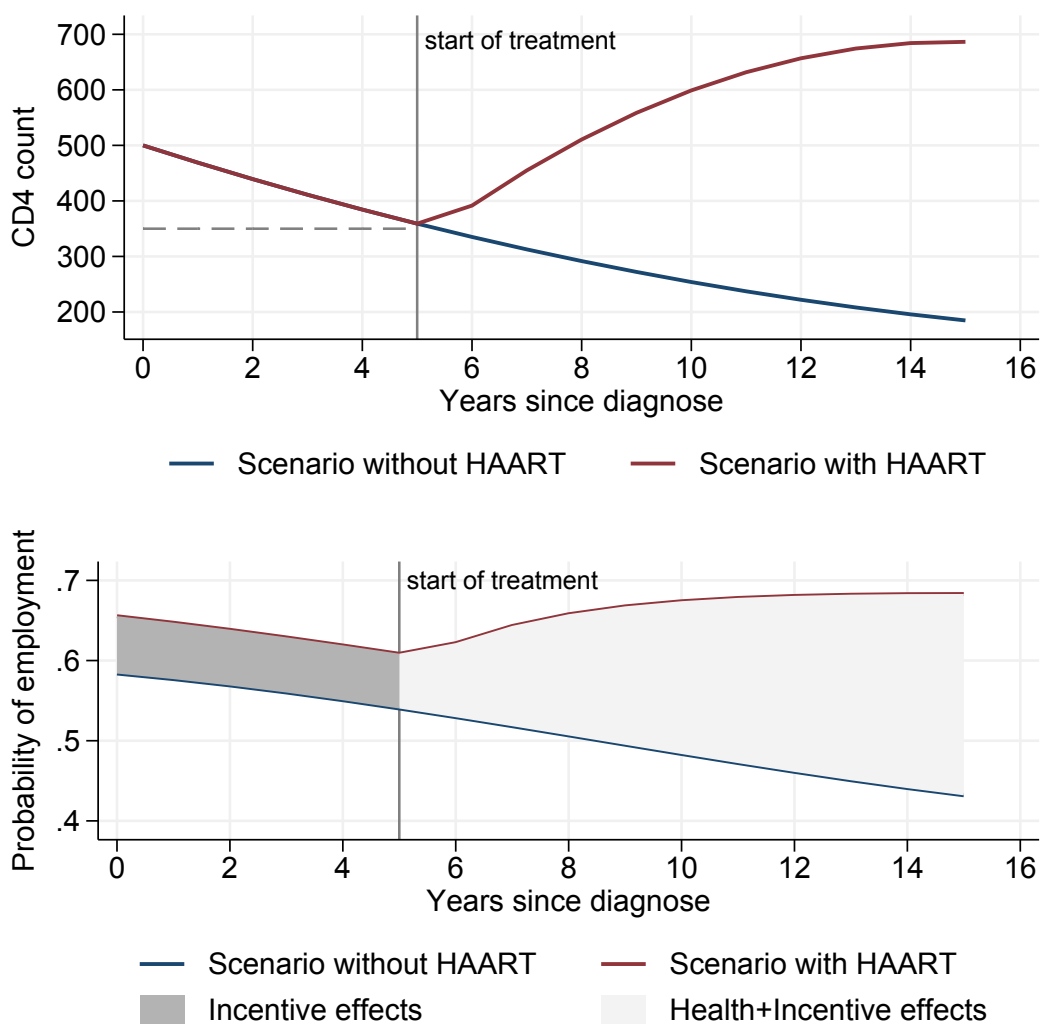 700
600
500
400
300
200
CD4 count
start of treatment
0 2 4 6 8 10 12 14 16
Years since diagnose
Scenario without HAART Scenario with HAART
.7
.6
.5
.4
Probability of employment
start of treatment
0 2 4 6 8 10 12 14 16
Years since diagnose
Scenario without HAART Scenario with HAART
Incentive effects Health+Incentive effects